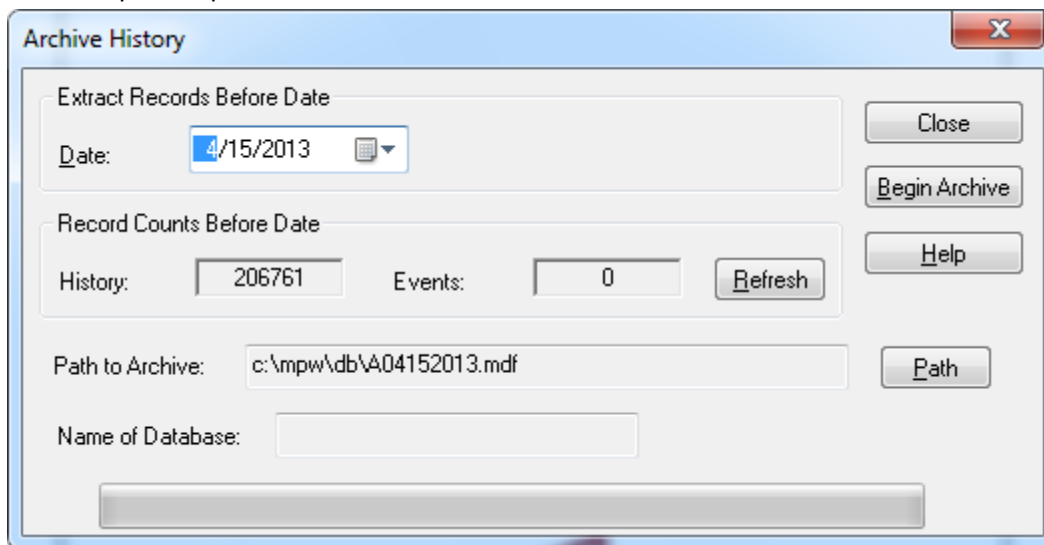 Archive History
Extract Records Before Date
Date: 4/15/2013
Close
Begin Archive
Record Counts Before Date
History: 206761 Events: 0 Refresh
Help
Path to Archive: c:\mpw\db\A04152013.mdf Path
Name of Database: